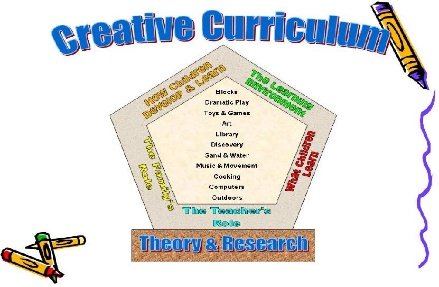 Creative Curriculum
How Children
Develop & Learn
The Learning
Environment
Blocks
Dramatic Play
Toys & Games
Art
Library
Discovery
Sand & Water
Music & Movement
Cooking
Computers
Outdoors
The Family's
Role
What Children
Learn
The Teacher's
Role
Theory & Research